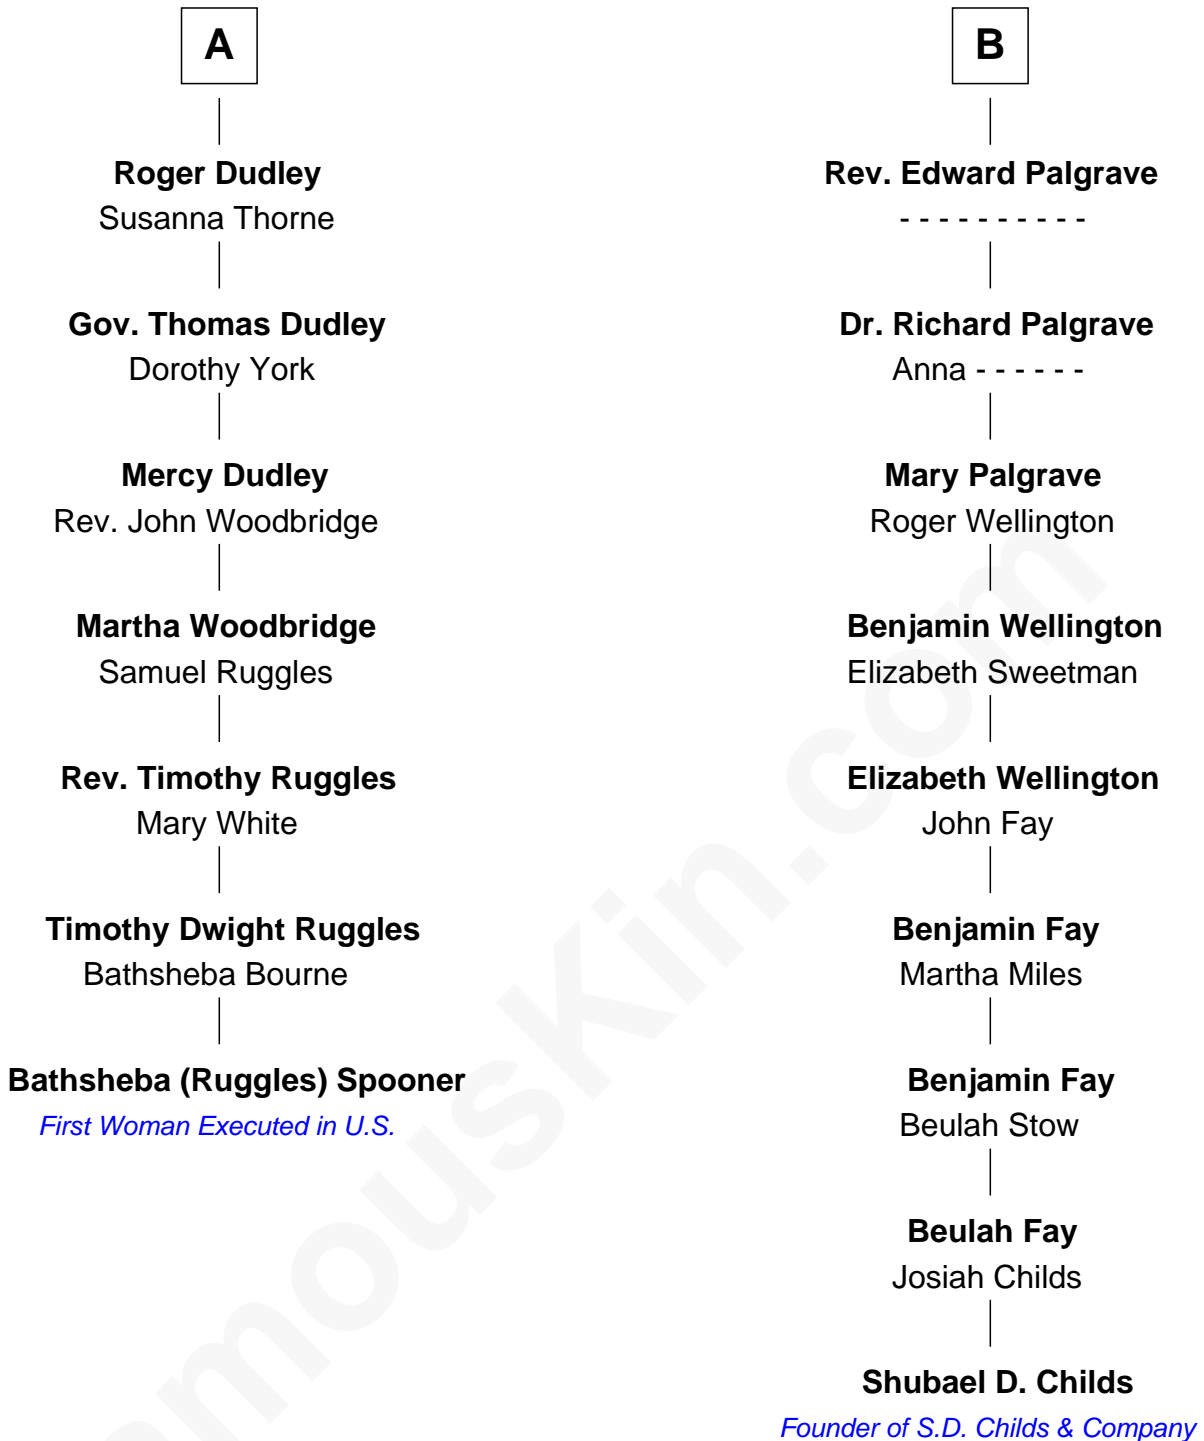 A
Roger Dudley
Susanna Thorne
Gov. Thomas Dudley
Dorothy York
Mercy Dudley
Rev. John Woodbridge
Martha Woodbridge
Samuel Ruggles
Rev. Timothy Ruggles
Mary White
Timothy Dwight Ruggles
Bathsheba Bourne
Bathsheba (Ruggles) Spooner
First Woman Executed in U.S.
B
Rev. Edward Palgrave
- - - - - - - - - -
Dr. Richard Palgrave
Anna - - - - - -
Mary Palgrave
Roger Wellington
Benjamin Wellington
Elizabeth Sweetman
Elizabeth Wellington
John Fay
Benjamin Fay
Martha Miles
Benjamin Fay
Beulah Stow
Beulah Fay
Josiah Childs
Shubael D. Childs
Founder of S.D. Childs & Company
amouskin.com